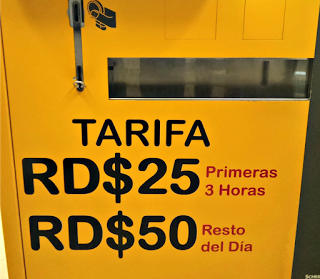 TARIFA
RD$25 Primeras
3 Horas
RD$50 Resto
del Día